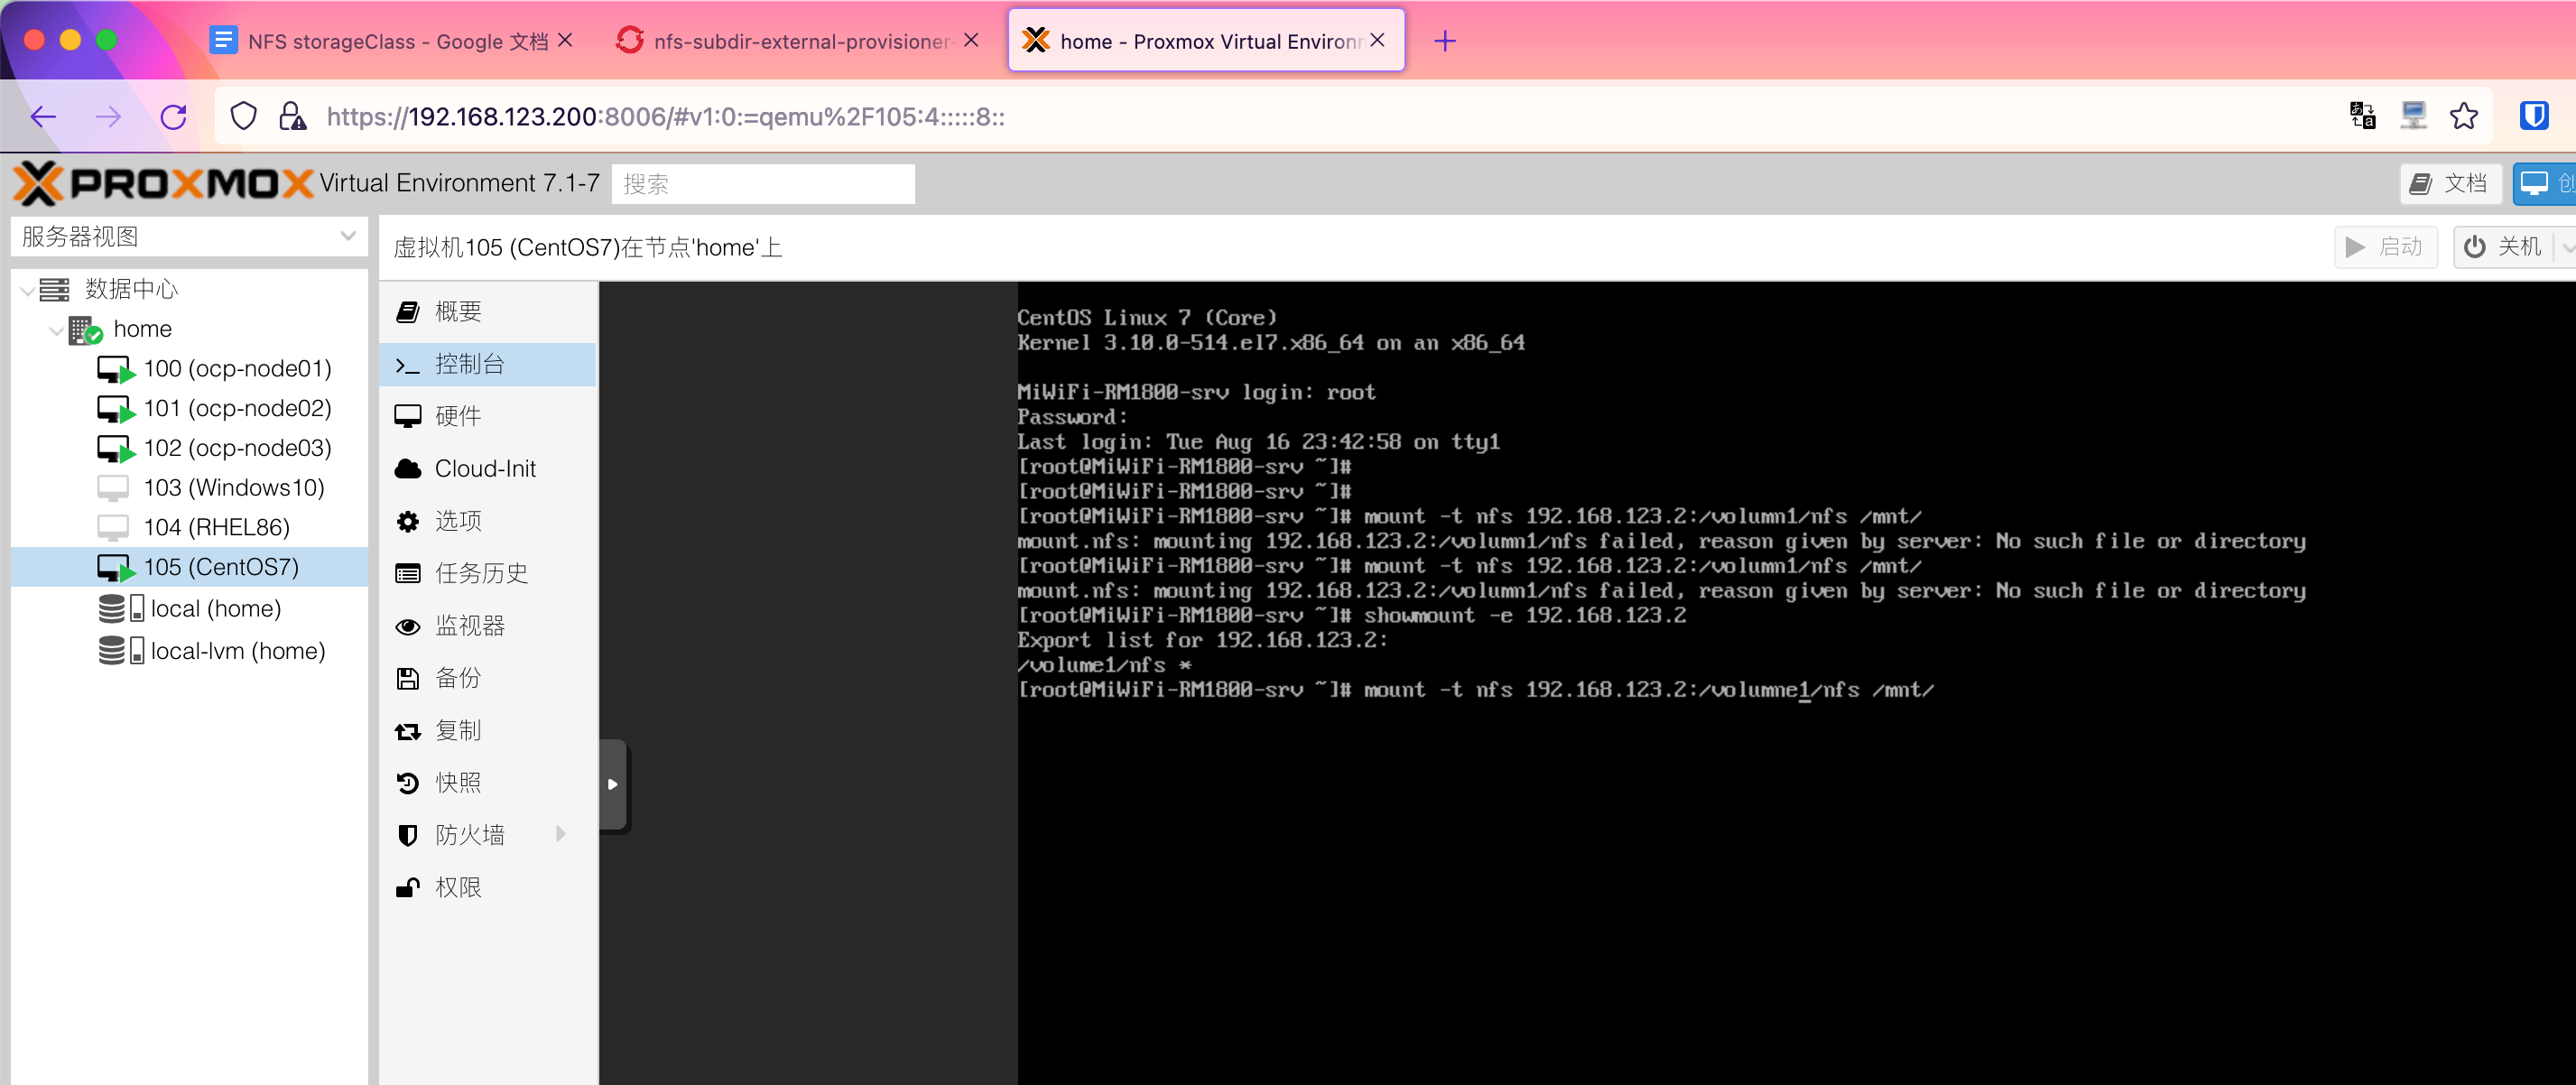 NFS storageClass - Google 文档
nfs-subdir-external-provisioner-
home - Proxmox Virtual Environm
https://192.168.123.200:8006/#v1:0:=qemu%2F105:4:::::8::
PROXMOX Virtual Environment 7.1-7
搜索
文档
创
服务器视图
虚拟机105 (CentOS7)在节点'home'上
启动
关机
数据中心
home
100 (ocp-node01)
101 (ocp-node02)
102 (ocp-node03)
103 (Windows10)
104 (RHEL86)
105 (CentOS7)
local (home)
local-lvm (home)
概要
控制台
硬件
Cloud-Init
选项
任务历史
监视器
备份
复制
快照
防火墙
权限
CentOS Linux 7 (Core)
Kernel 3.10.0-514.el7.x86_64 on an x86_64
MiWiFi-RM1800-srv login: root
Password:
Last login: Tue Aug 16 23:42:58 on tty1
[root@MiWiFi-RM1800-srv ~]#
[root@MiWiFi-RM1800-srv ~]#
[root@MiWiFi-RM1800-srv ~]# mount -t nfs 192.168.123.2:/volumn1/nfs /mnt/
mount.nfs: mounting 192.168.123.2:/volumn1/nfs failed, reason given by server: No such file or directory
[root@MiWiFi-RM1800-srv ~]# mount -t nfs 192.168.123.2:/volumn1/nfs /mnt/
mount.nfs: mounting 192.168.123.2:/volumn1/nfs failed, reason given by server: No such file or directory
[root@MiWiFi-RM1800-srv ~]# showmount -e 192.168.123.2
Export list for 192.168.123.2:
/volume1/nfs *
[root@MiWiFi-RM1800-srv ~]# mount -t nfs 192.168.123.2:/volumne1/nfs /mnt/